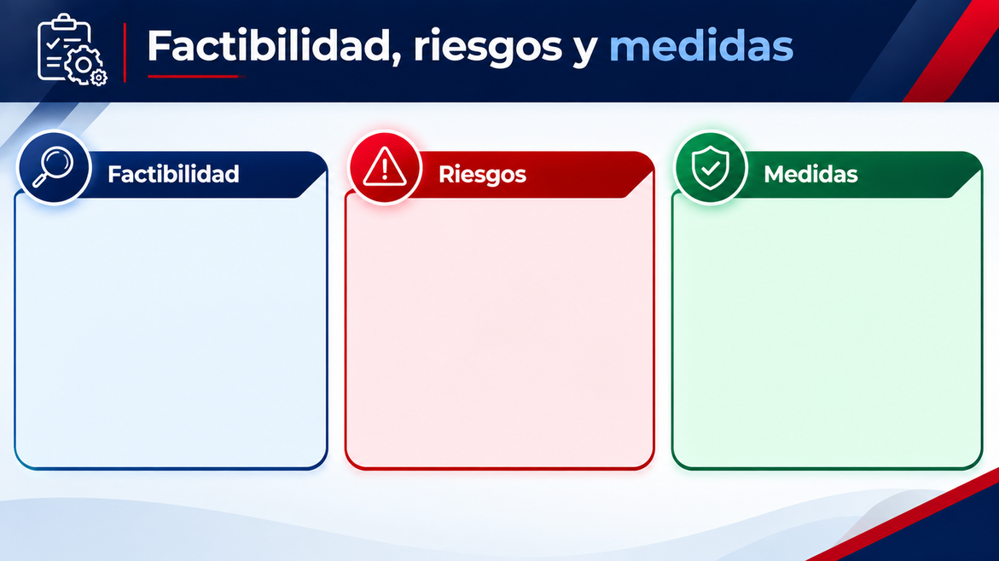 Factibilidad, riesgos y medidas
Factibilidad
Riesgos
Medidas